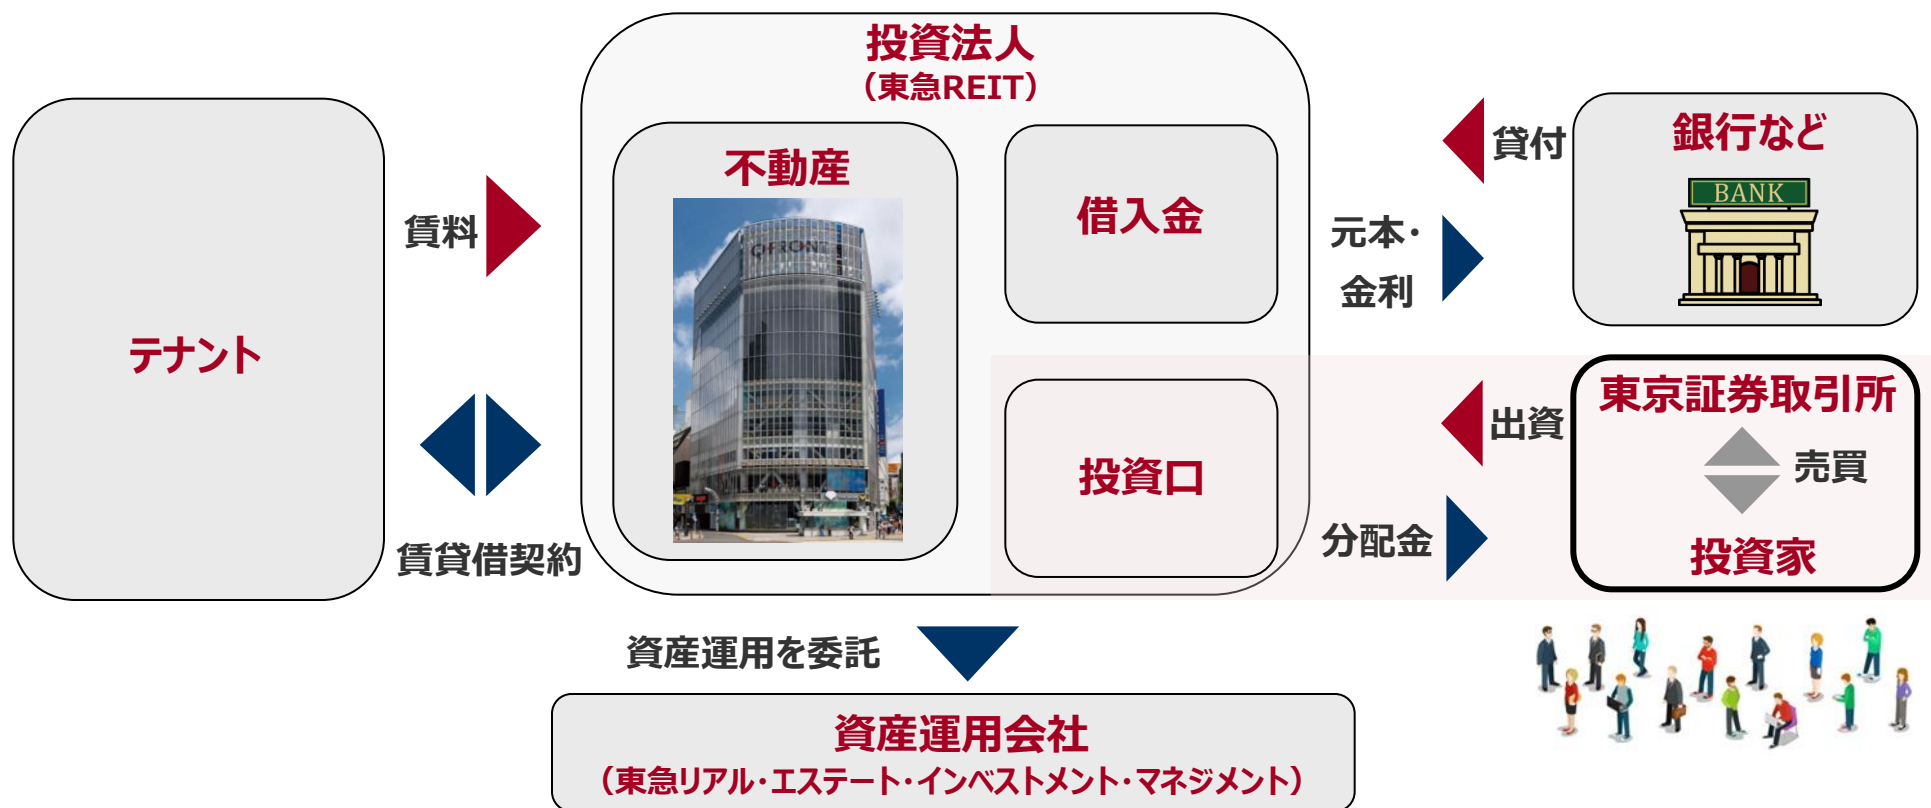 投資法人
（東急REIT）
テナント
賃料
賃貸借契約
不動産
QFRONT
借入金
投資口
貸付
元本・
金利
銀行など
BANK
出資
分配金
東京証券取引所
売買
投資家
資産運用を委託
資産運用会社
（東急リアル・エステート・インベストメント・マネジメント）